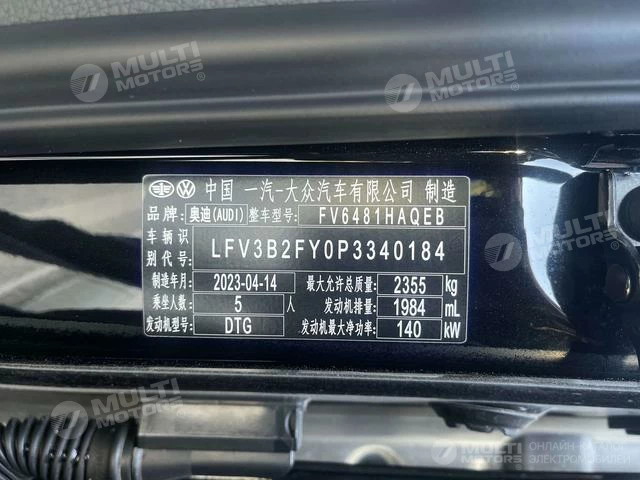 MULTI
MOTORS
MULTI
MOTORS
中国 一汽-大众汽车有限公司 制造
品牌: 奥迪(AUDI) 整车型号: FV6481HAQEB
车辆识别代号: LFV3B2FY0P3340184
制造年月: 2023-04-14 最大允许总质量: 2355 kg
乘坐人数: 5 人 发动机排量: 1984 mL
发动机型号: DTG 发动机最大净功率: 140 kW
MULTI
MOTORS
MULTI
MOTORS
ОНЛАЙН-КАТАЛОГ
ЭЛЕКТРОМОБИЛЕЙ